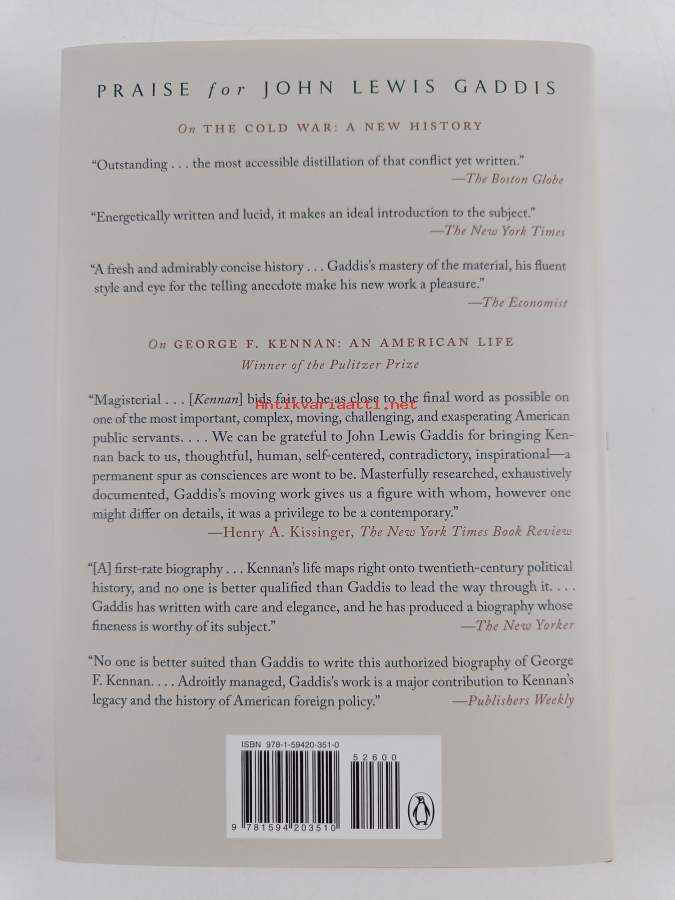 PRAISE for JOHN LEWIS GADDIS
On THE COLD WAR: A NEW HISTORY
“Outstanding . . . the most accessible distillation of that conflict yet written.”
—The Boston Globe
“Energetically written and lucid, it makes an ideal introduction to the subject.”
—The New York Times
“A fresh and admirably concise history . . . Gaddis’s mastery of the material, his fluent
style and eye for the telling anecdote make his new work a pleasure.”
—The Economist
On GEORGE F. KENNAN: AN AMERICAN LIFE
Winner of the Pulitzer Prize
“Magisterial . . . [Kennan] bids fair to be as close to the final word as possible on
Antikvariaatti.net
one of the most important, complex, moving, challenging, and exasperating American
public servants. . . . We can be grateful to John Lewis Gaddis for bringing Ken-
nan back to us, thoughtful, human, self-centered, contradictory, inspirational—a
permanent spur as consciences are wont to be. Masterfully researched, exhaustively
documented, Gaddis’s moving work gives us a figure with whom, however one
might differ on details, it was a privilege to be a contemporary.”
—Henry A. Kissinger, The New York Times Book Review
“[A] first-rate biography . . . Kennan’s life maps right onto twentieth-century political
history, and no one is better qualified than Gaddis to lead the way through it. . . .
Gaddis has written with care and elegance, and he has produced a biography whose
fineness is worthy of its subject.” —The New Yorker
“No one is better suited than Gaddis to write this authorized biography of George
F. Kennan. . . . Adroitly managed, Gaddis’s work is a major contribution to Kennan’s
legacy and the history of American foreign policy.” —Publishers Weekly
ISBN 978-1-59420-351-0
52600
9 781594 203510